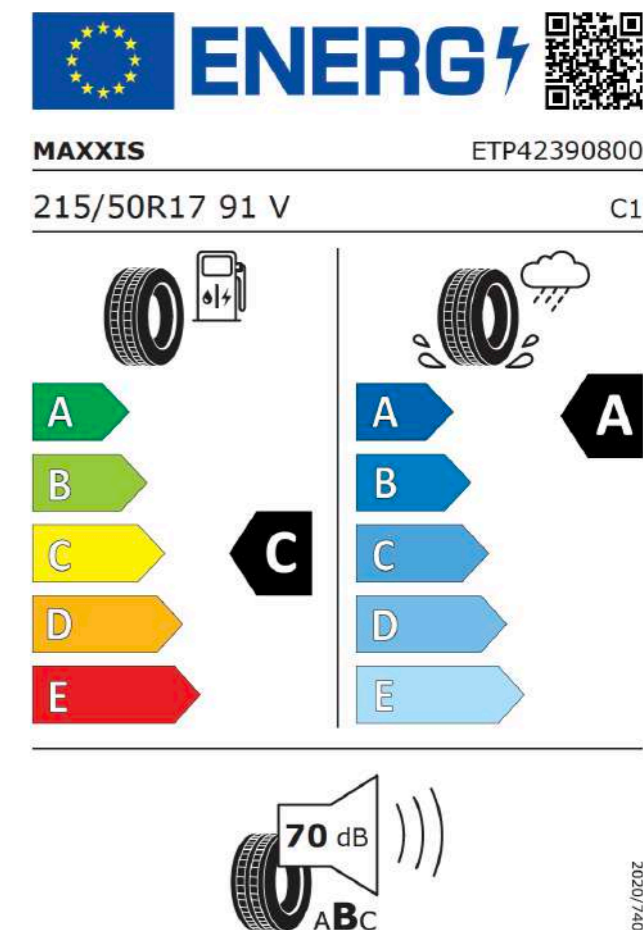 ENERG
MAXXIS
ETP42390800
215/50R17 91 V
C1
A
B
C
D
E
C
A
B
C
D
E
A
70 dB
ABC
2020/740